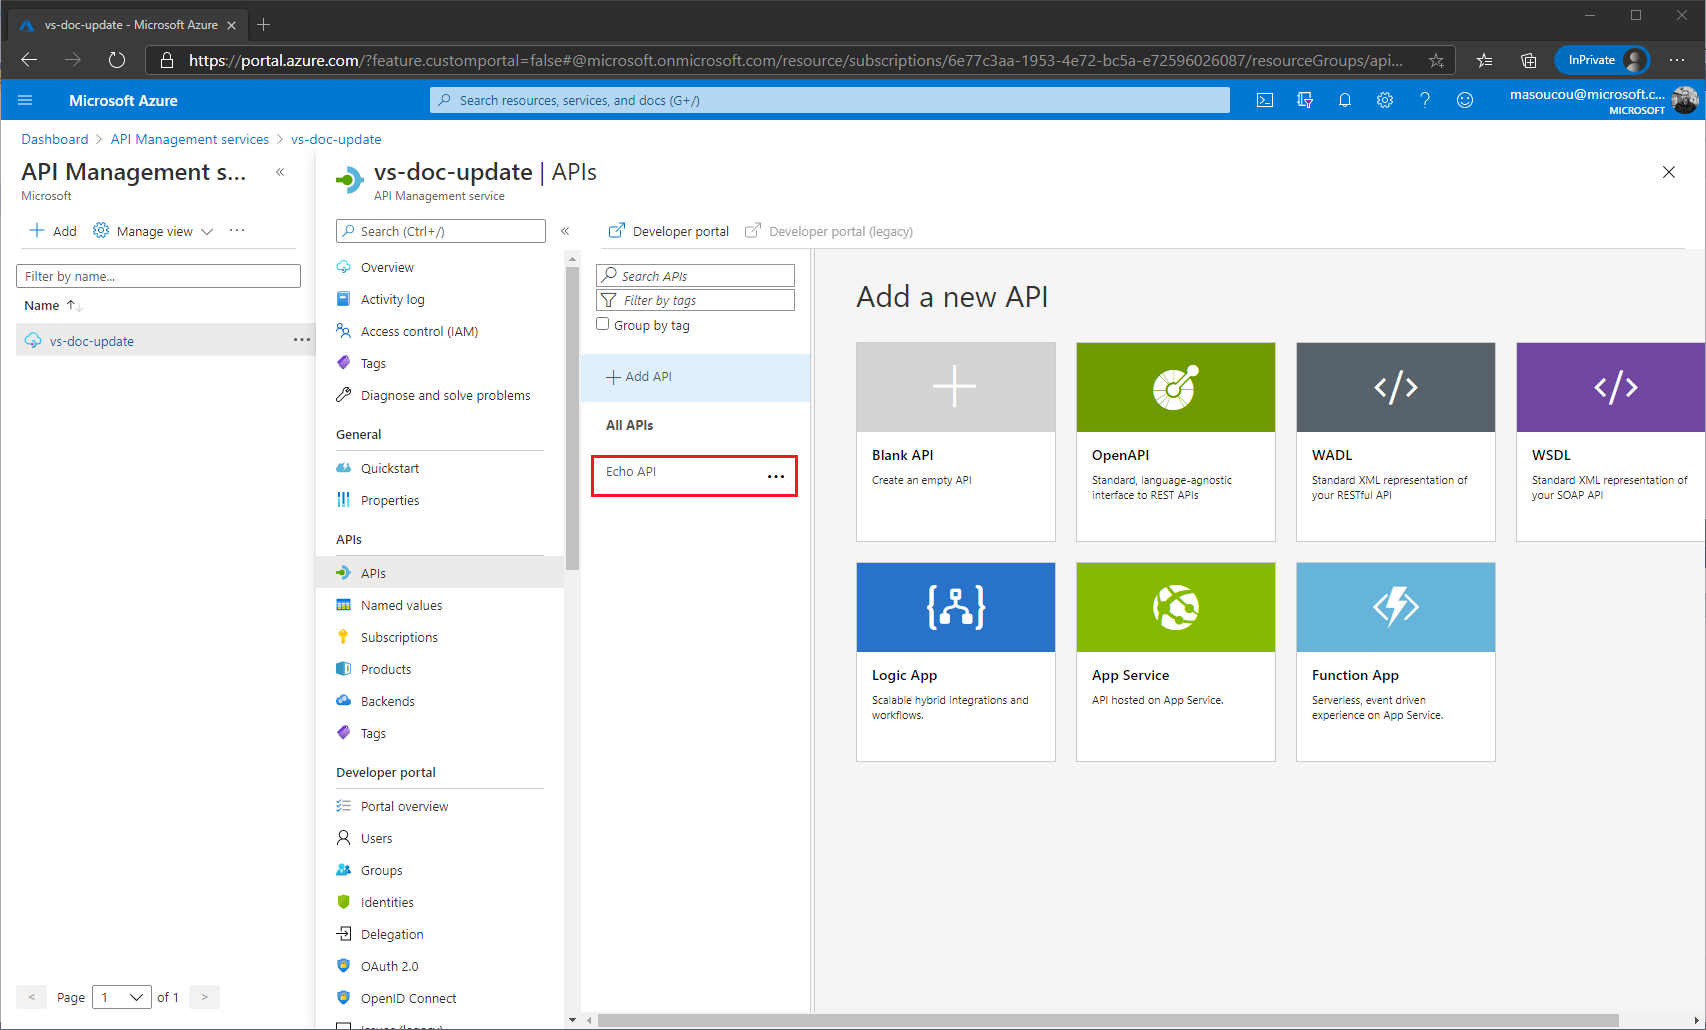 vs-doc-update - Microsoft Azure
https://portal.azure.com/?feature.customportal=false#@microsoft.onmicrosoft.com/resource/subscriptions/6e77c3aa-1953-4e72-bc5a-e72596026087/resourceGroups/api...
InPrivate
Microsoft Azure
Search resources, services, and docs (G+/)
masoucou@microsoft.c...
MICROSOFT
Dashboard > API Management services > vs-doc-update
API Management s...
Microsoft
Add
Manage view
Filter by name...
Name
vs-doc-update
< Page 1 of 1 >
vs-doc-update | APIs
API Management service
Search (Ctrl+/)
Overview
Activity log
Access control (IAM)
Tags
Diagnose and solve problems
General
Quickstart
Properties
APIs
APIs
Named values
Subscriptions
Products
Backends
Tags
Developer portal
Portal overview
Users
Groups
Identities
Delegation
OAuth 2.0
OpenID Connect
Issues (legacy)
Developer portal
Developer portal (legacy)
Search APIs
Filter by tags
Group by tag
Add API
All APIs
Echo API
Add a new API
Blank API
Create an empty API
OpenAPI
Standard, language-agnostic
interface to REST APIs
WADL
Standard XML representation of
your RESTful API
WSDL
Standard XML representation of
your SOAP API
Logic App
Scalable hybrid integrations and
workflows.
App Service
API hosted on App Service.
Function App
Serverless, event driven
experience on App Service.